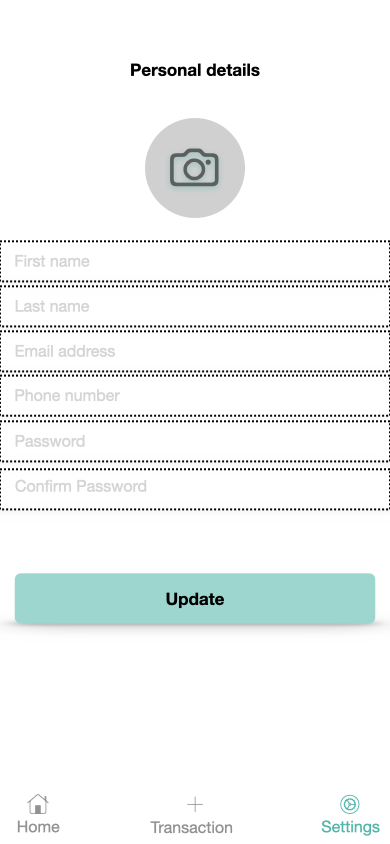 Personal details
First name
Last name
Email address
Phone number
Password
Confirm Password
Update
Home
Transaction
Settings